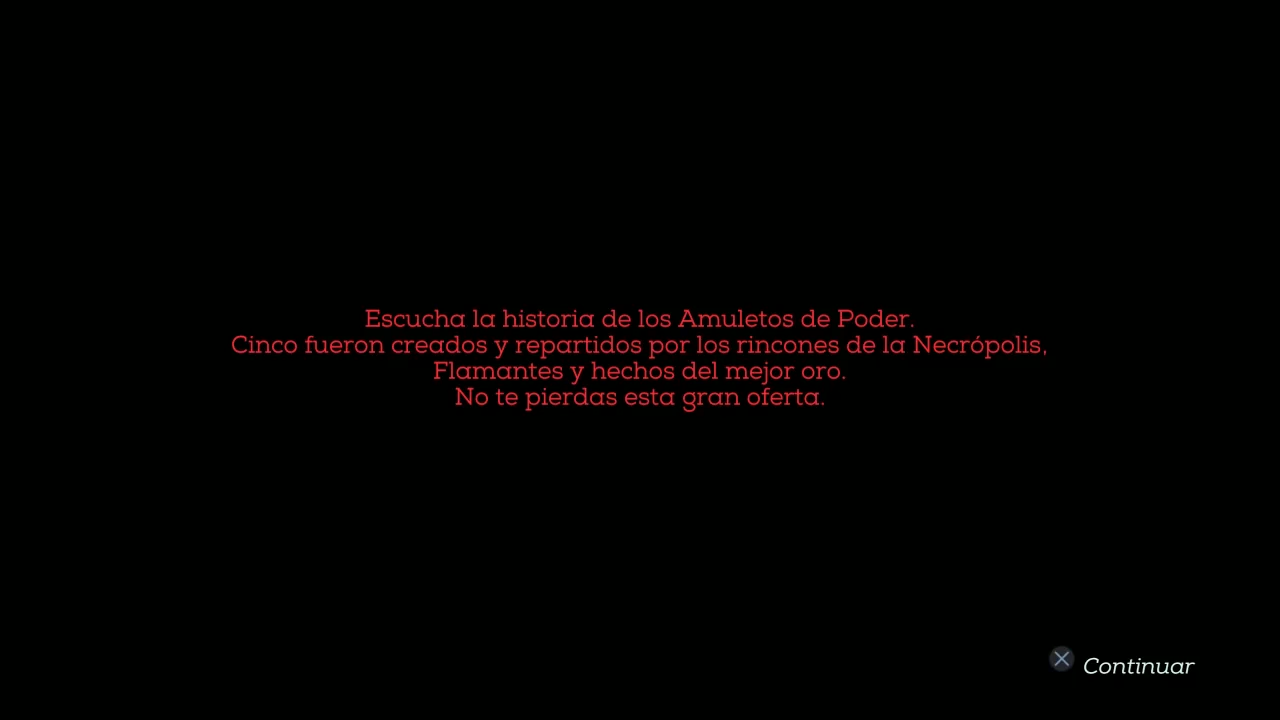 Escucha la historia de los Amuletos de Poder.
Cinco fueron creados y repartidos por los rincones de la Necrópolis,
Flamantes y hechos del mejor oro.
No te pierdas esta gran oferta.
Continuar